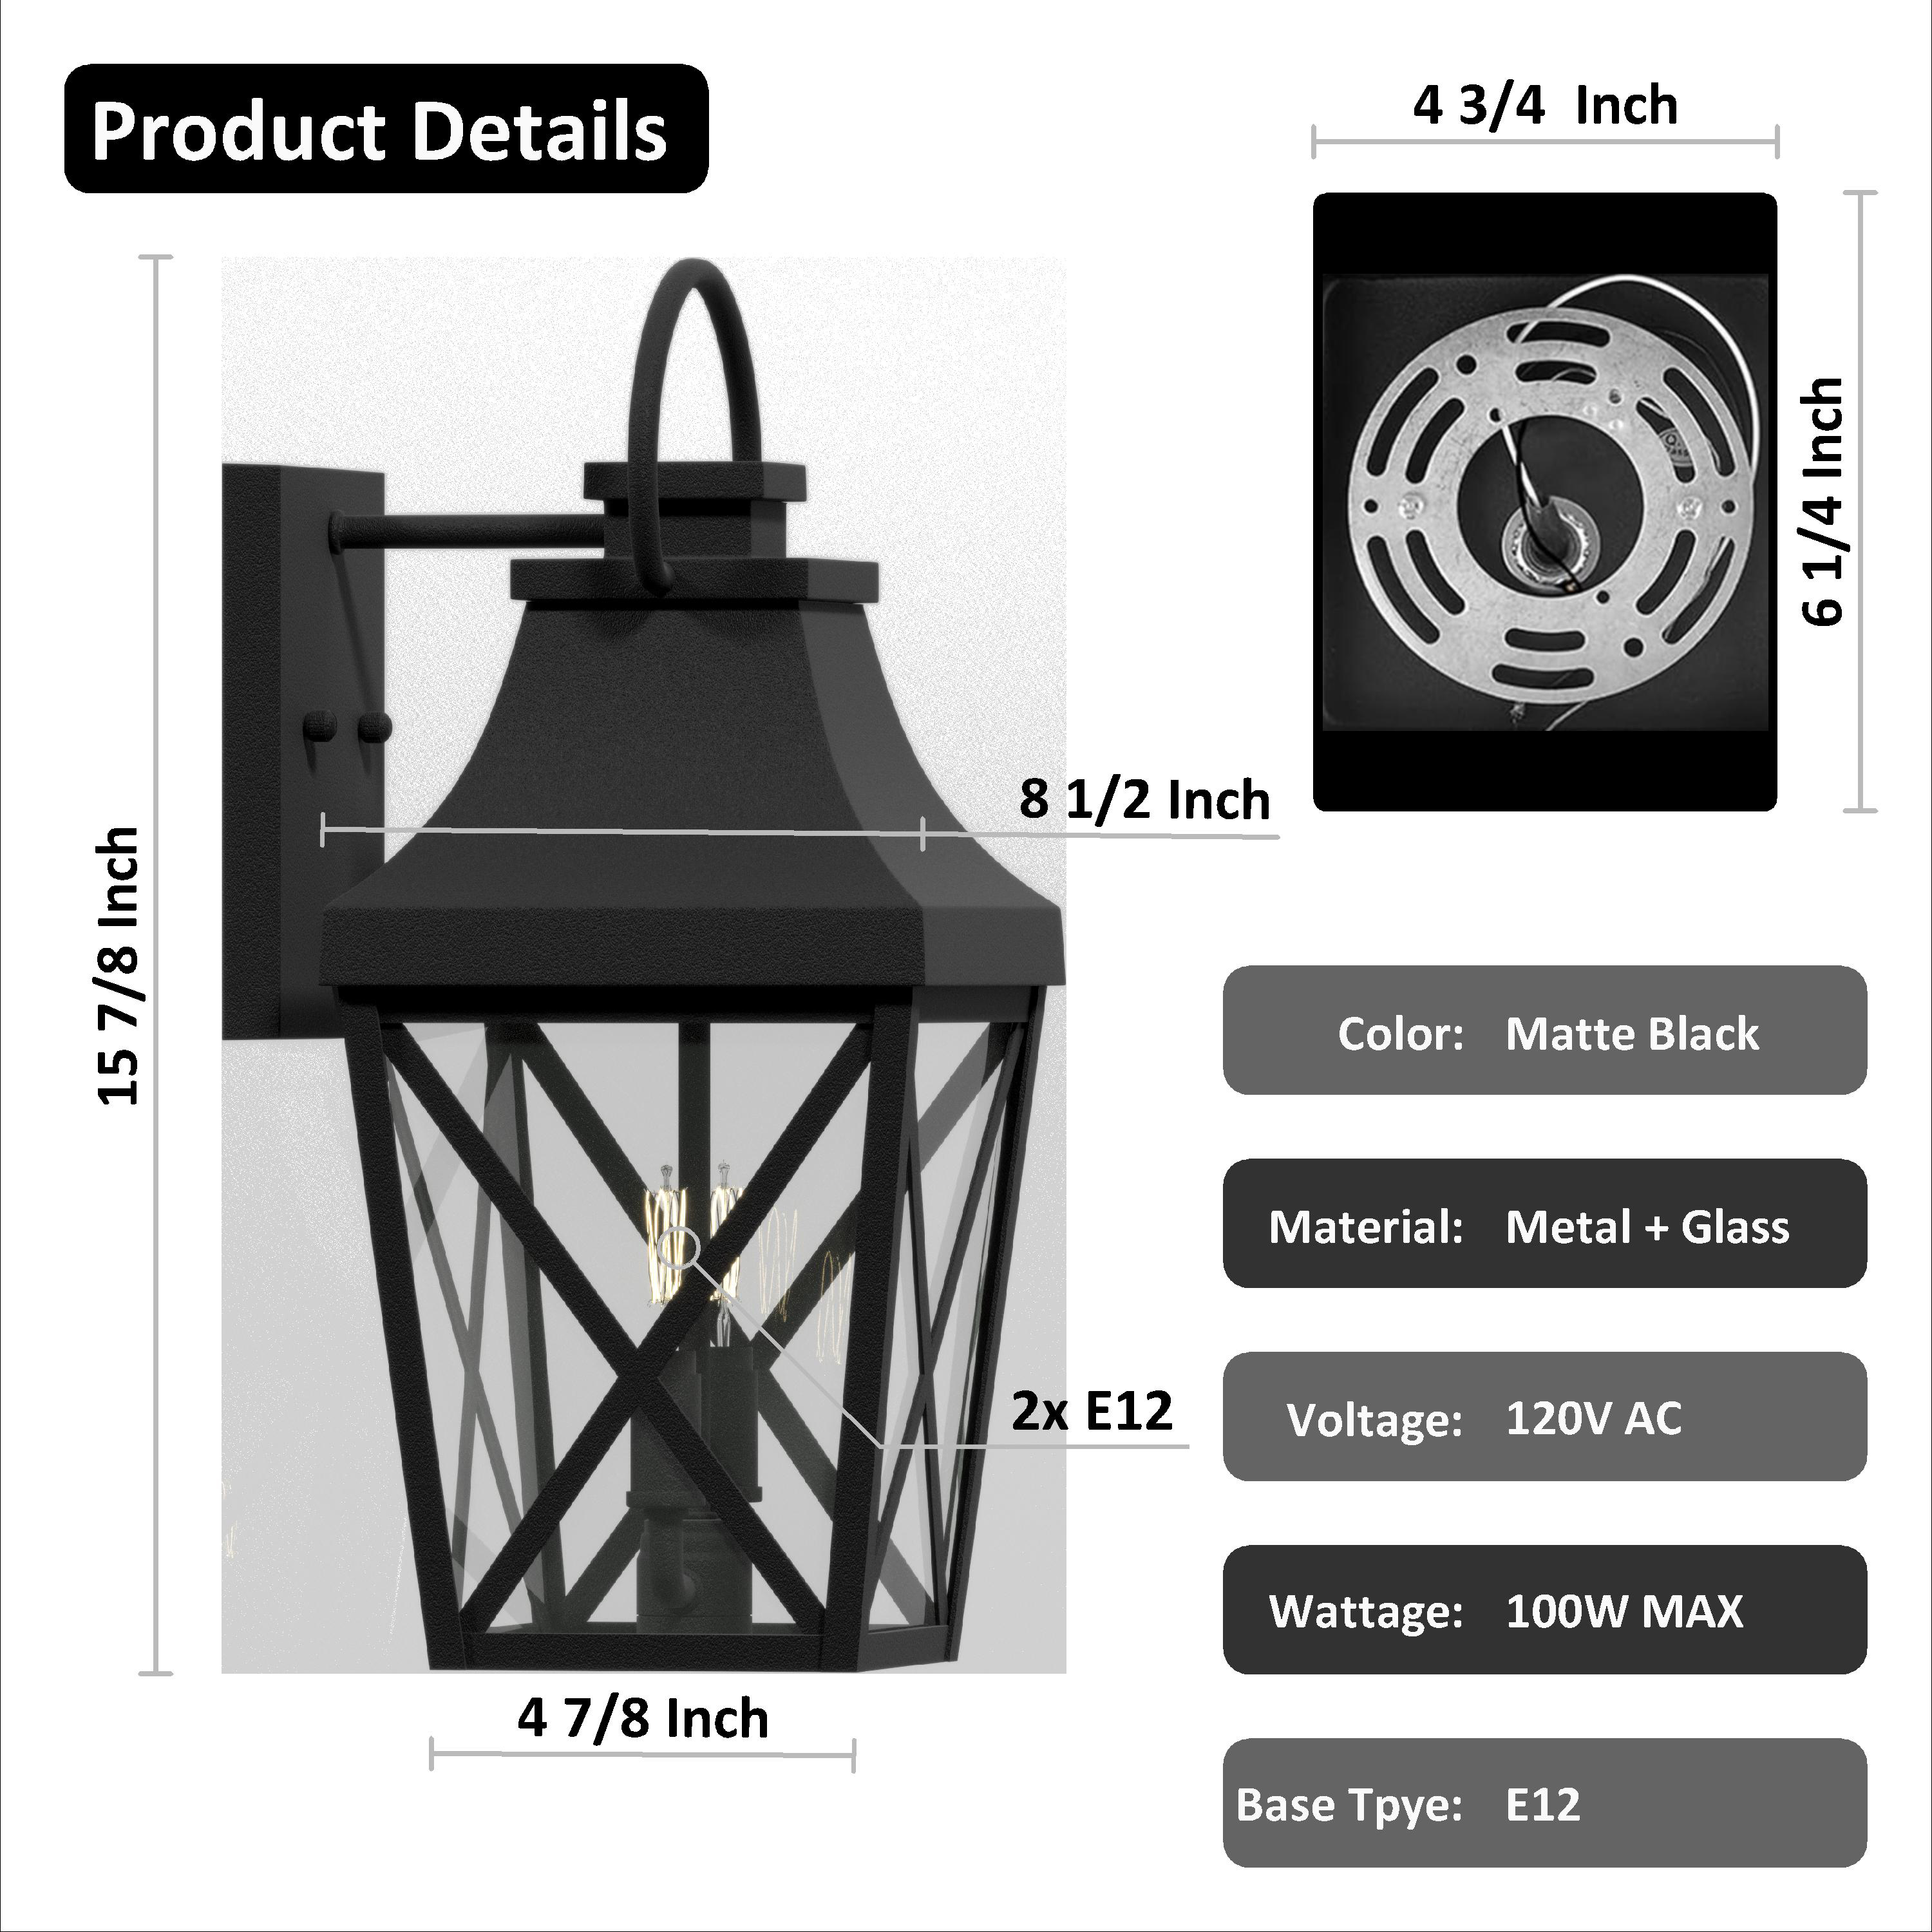 Product Details
4 3/4 Inch
6 1/4 Inch
15 7/8 Inch
8 1/2 Inch
2x E12
4 7/8 Inch
Color: Matte Black
Material: Metal + Glass
Voltage: 120V AC
Wattage: 100W MAX
Base Tpye: E12